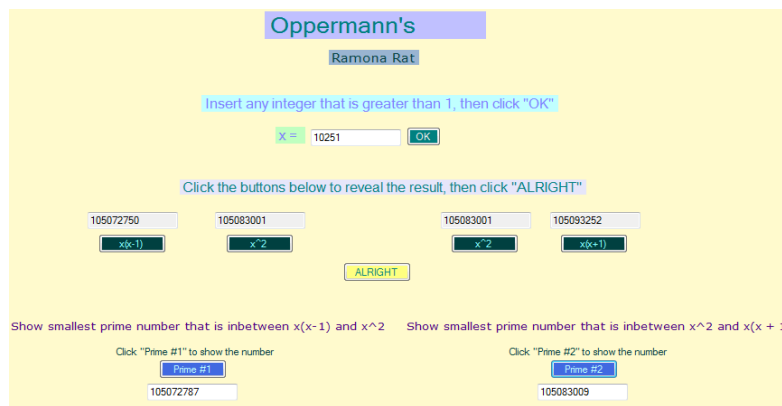 Oppermann's
Ramona Rat
Insert any integer that is greater than 1, then click "OK"
x = 10251 OK
Click the buttons below to reveal the result, then click "ALRIGHT"
105072750 105083001 105083001 105093252
x(x-1) x^2 x^2 x(x+1)
ALRIGHT
Show smallest prime number that is inbetween x(x-1) and x^2 Show smallest prime number that is inbetween x^2 and x(x +
Click "Prime #1" to show the number Click "Prime #2" to show the number
Prime #1 Prime #2
105072787 105083009